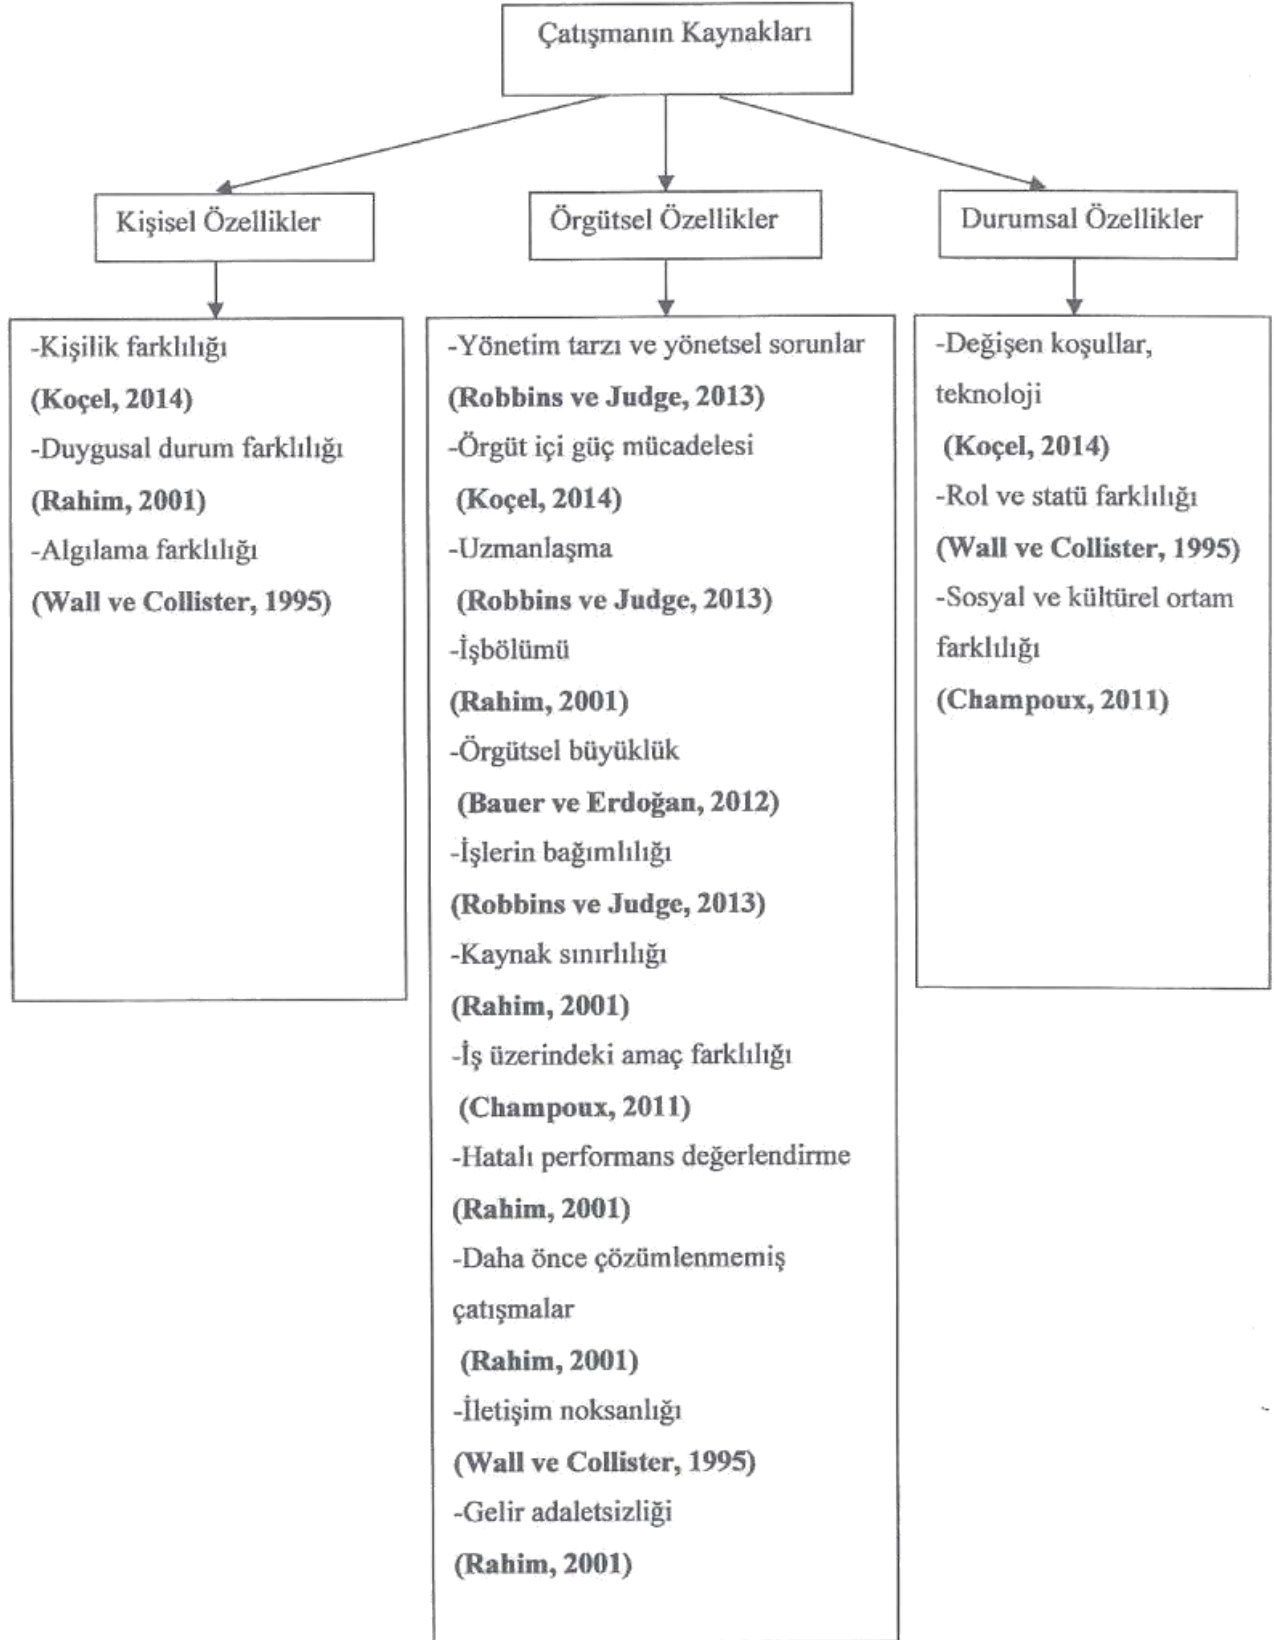 Çatışmanın Kaynakları
Kişisel Özellikler
Örgütsel Özellikler
Durumsal Özellikler
-Kişilik farklılığı
(Koçel, 2014)
-Duygusal durum farklılığı
(Rahim, 2001)
-Algılama farklılığı
(Wall ve Collister, 1995)
-Yönetim tarzı ve yönetsel sorunlar
(Robbins ve Judge, 2013)
-Örgüt içi güç mücadelesi
(Koçel, 2014)
-Uzmanlaşma
(Robbins ve Judge, 2013)
-İşbölümü
(Rahim, 2001)
-Örgütsel büyüklük
(Bauer ve Erdoğan, 2012)
-İşlerin bağımlılığı
(Robbins ve Judge, 2013)
-Kaynak sınırlılığı
(Rahim, 2001)
-İş üzerindeki amaç farklılığı
(Champoux, 2011)
-Hatalı performans değerlendirme
(Rahim, 2001)
-Daha önce çözümlenmemiş
çatışmalar
(Rahim, 2001)
-İletişim noksanlığı
(Wall ve Collister, 1995)
-Gelir adaletsizliği
(Rahim, 2001)
-Değişen koşullar,
teknoloji
(Koçel, 2014)
-Rol ve statü farklılığı
(Wall ve Collister, 1995)
-Sosyal ve kültürel ortam
farklılığı
(Champoux, 2011)